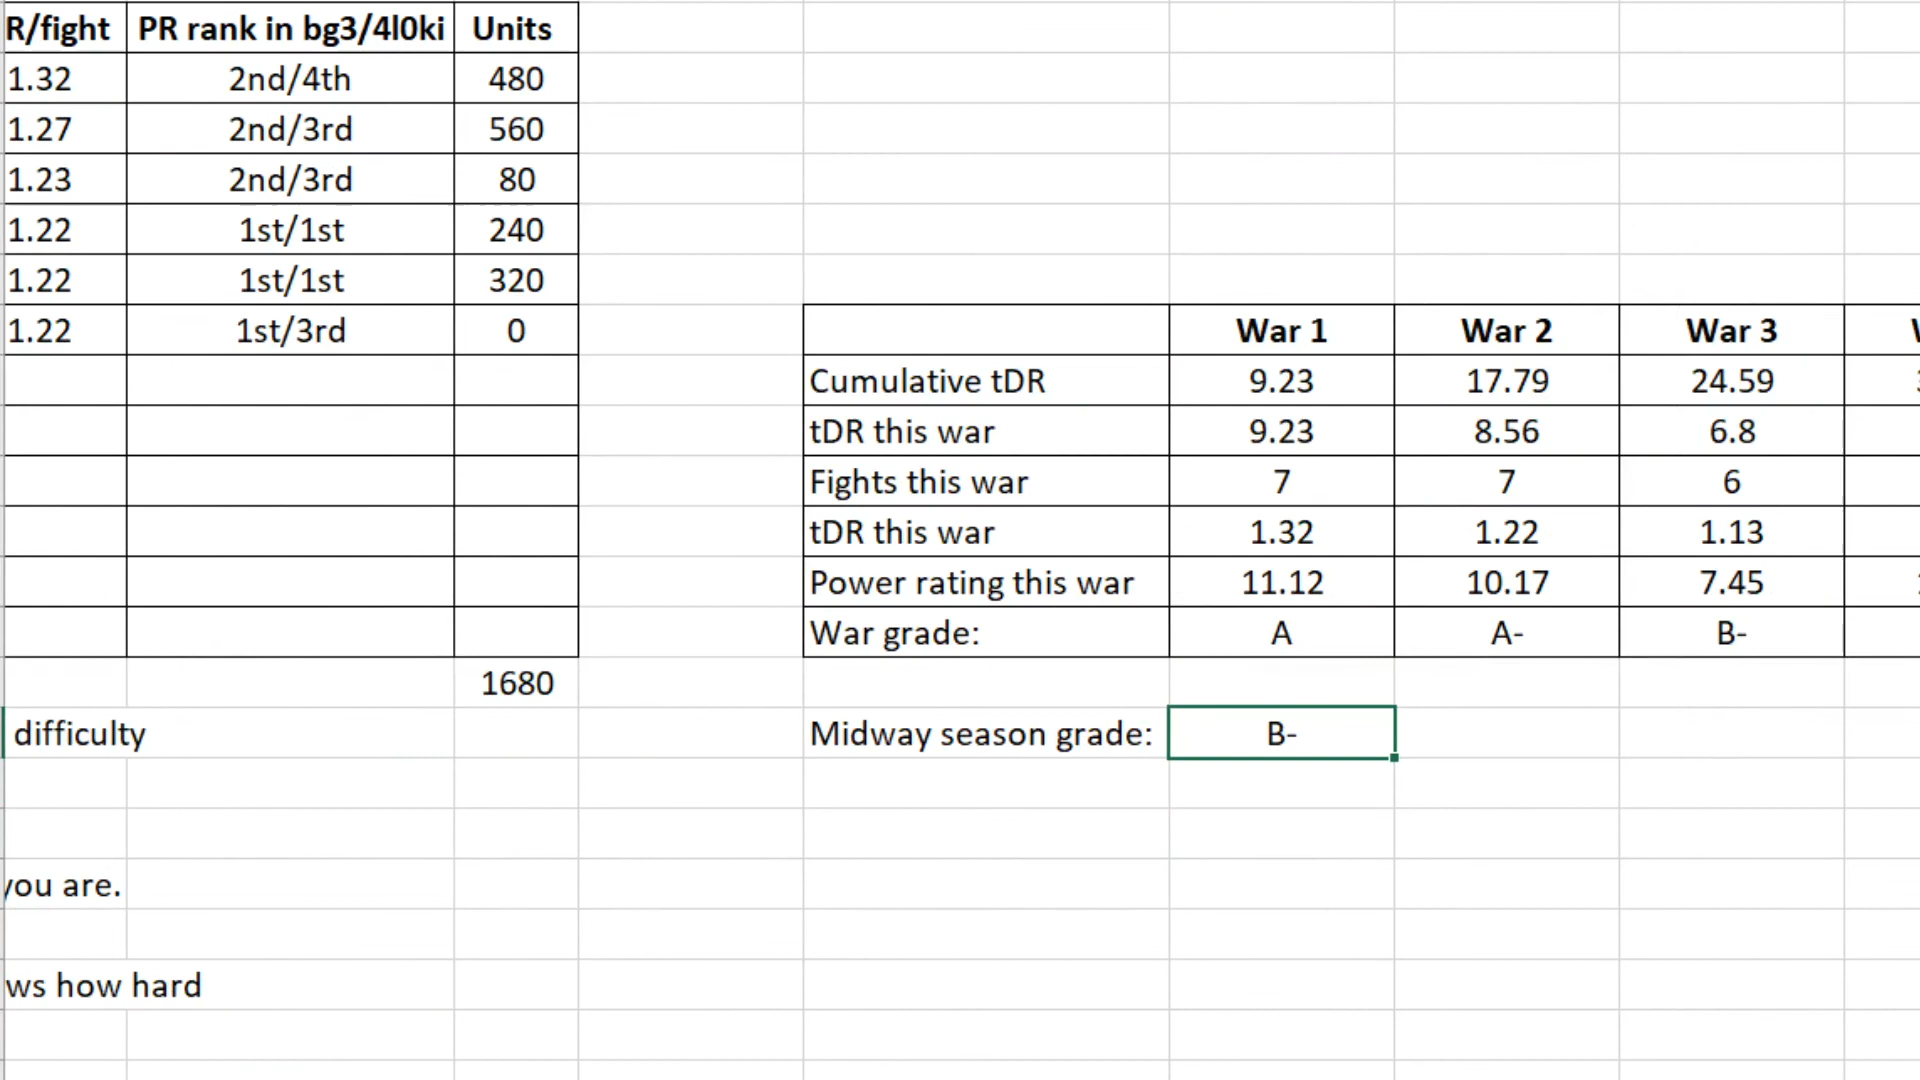 R/fight PR rank in bg3/4l0ki Units
1.32 2nd/4th 480
1.27 2nd/3rd 560
1.23 2nd/3rd 80
1.22 1st/1st 240
1.22 1st/1st 320
1.22 1st/3rd 0
1680
difficulty
you are.
ws how hard
War 1 War 2 War 3
Cumulative tDR 9.23 17.79 24.59
tDR this war 9.23 8.56 6.8
Fights this war 7 7 6
tDR this war 1.32 1.22 1.13
Power rating this war 11.12 10.17 7.45
War grade: A A- B-
Midway season grade: B-